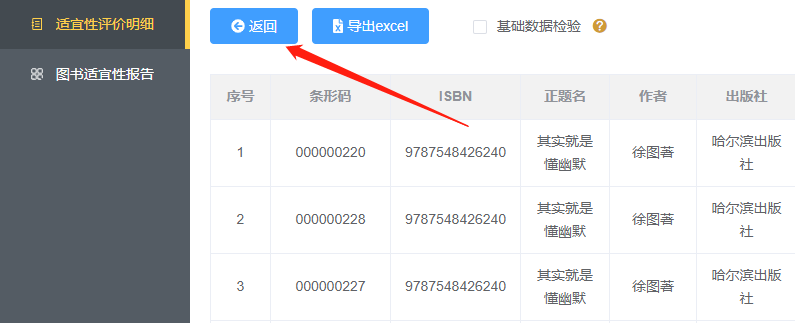 适宜性评价明细
图书适宜性报告
返回 导出excel 基础数据检验
序号 条形码 ISBN 正题名 作者 出版社
1 000000220 9787548426240 其实就是懂幽默 徐图著 哈尔滨出版社
2 000000228 9787548426240 其实就是懂幽默 徐图著 哈尔滨出版社
3 000000227 9787548426240 其实就是懂幽默 徐图著 哈尔滨出版社